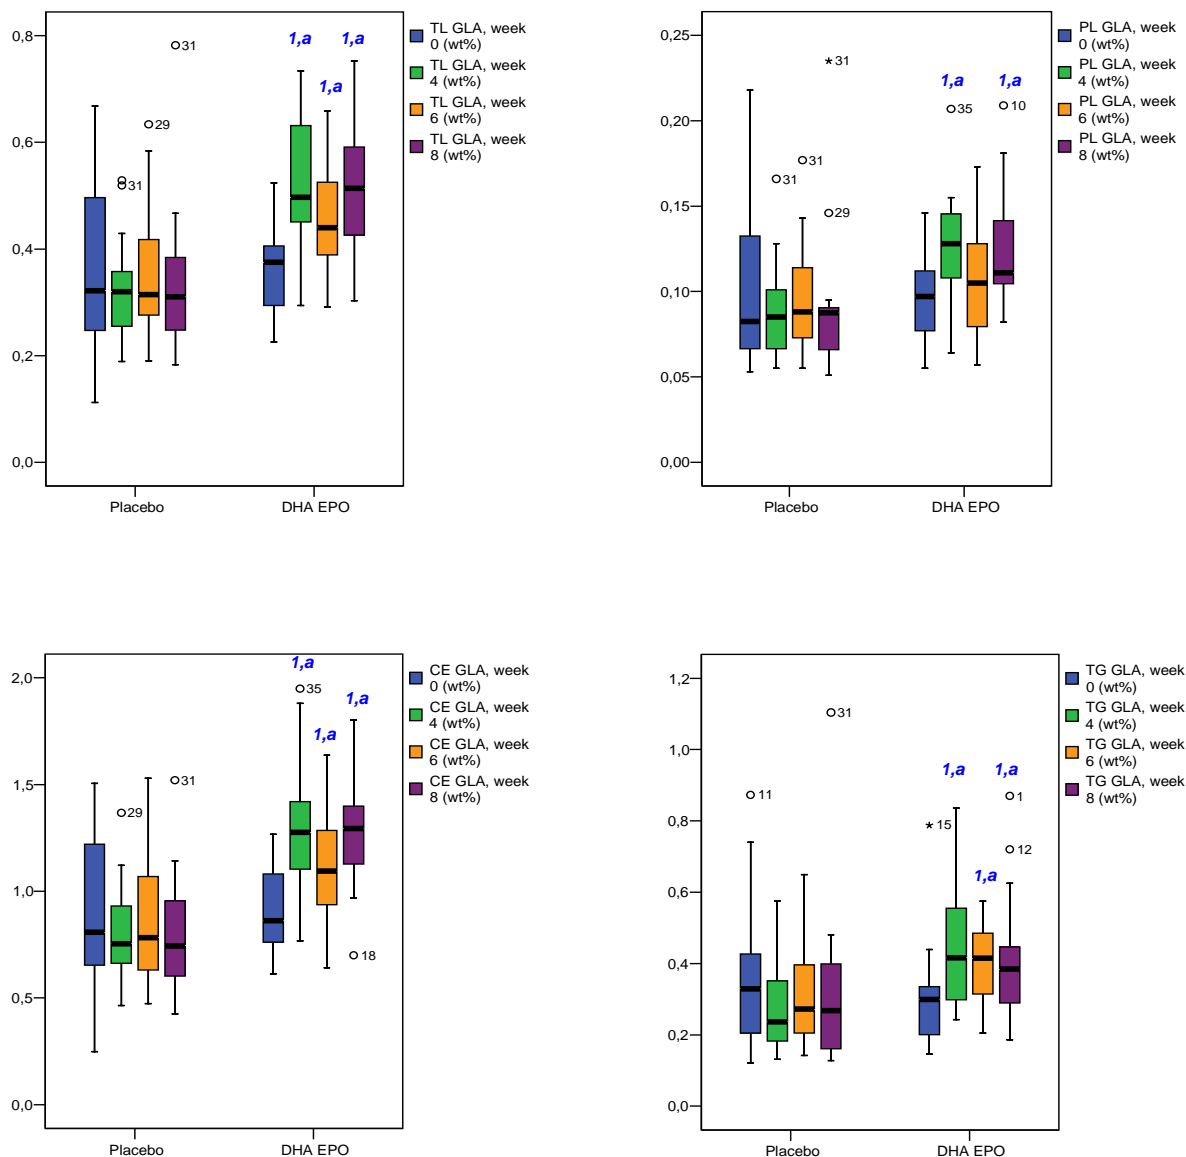 0,8
0,6
0,4
0,2
0,0
31
29
31
1,a
1,a
1,a
Placebo
DHA EPO
TL GLA, week
0 (wt%)
TL GLA, week
4 (wt%)
TL GLA, week
6 (wt%)
TL GLA, week
8 (wt%)
0,25
0,20
0,15
0,10
0,05
0,00
31
31
31
29
1,a
1,a
35
10
Placebo
DHA EPO
PL GLA, week
0 (wt%)
PL GLA, week
4 (wt%)
PL GLA, week
6 (wt%)
PL GLA, week
8 (wt%)
2,0
1,5
1,0
0,5
0,0
29
31
1,a
35
1,a
1,a
18
Placebo
DHA EPO
CE GLA, week
0 (wt%)
CE GLA, week
4 (wt%)
CE GLA, week
6 (wt%)
CE GLA, week
8 (wt%)
1,2
1,0
0,8
0,6
0,4
0,2
0,0
11
31
15
1,a
1,a
1,a
1
12
Placebo
DHA EPO
TG GLA, week
0 (wt%)
TG GLA, week
4 (wt%)
TG GLA, week
6 (wt%)
TG GLA, week
8 (wt%)